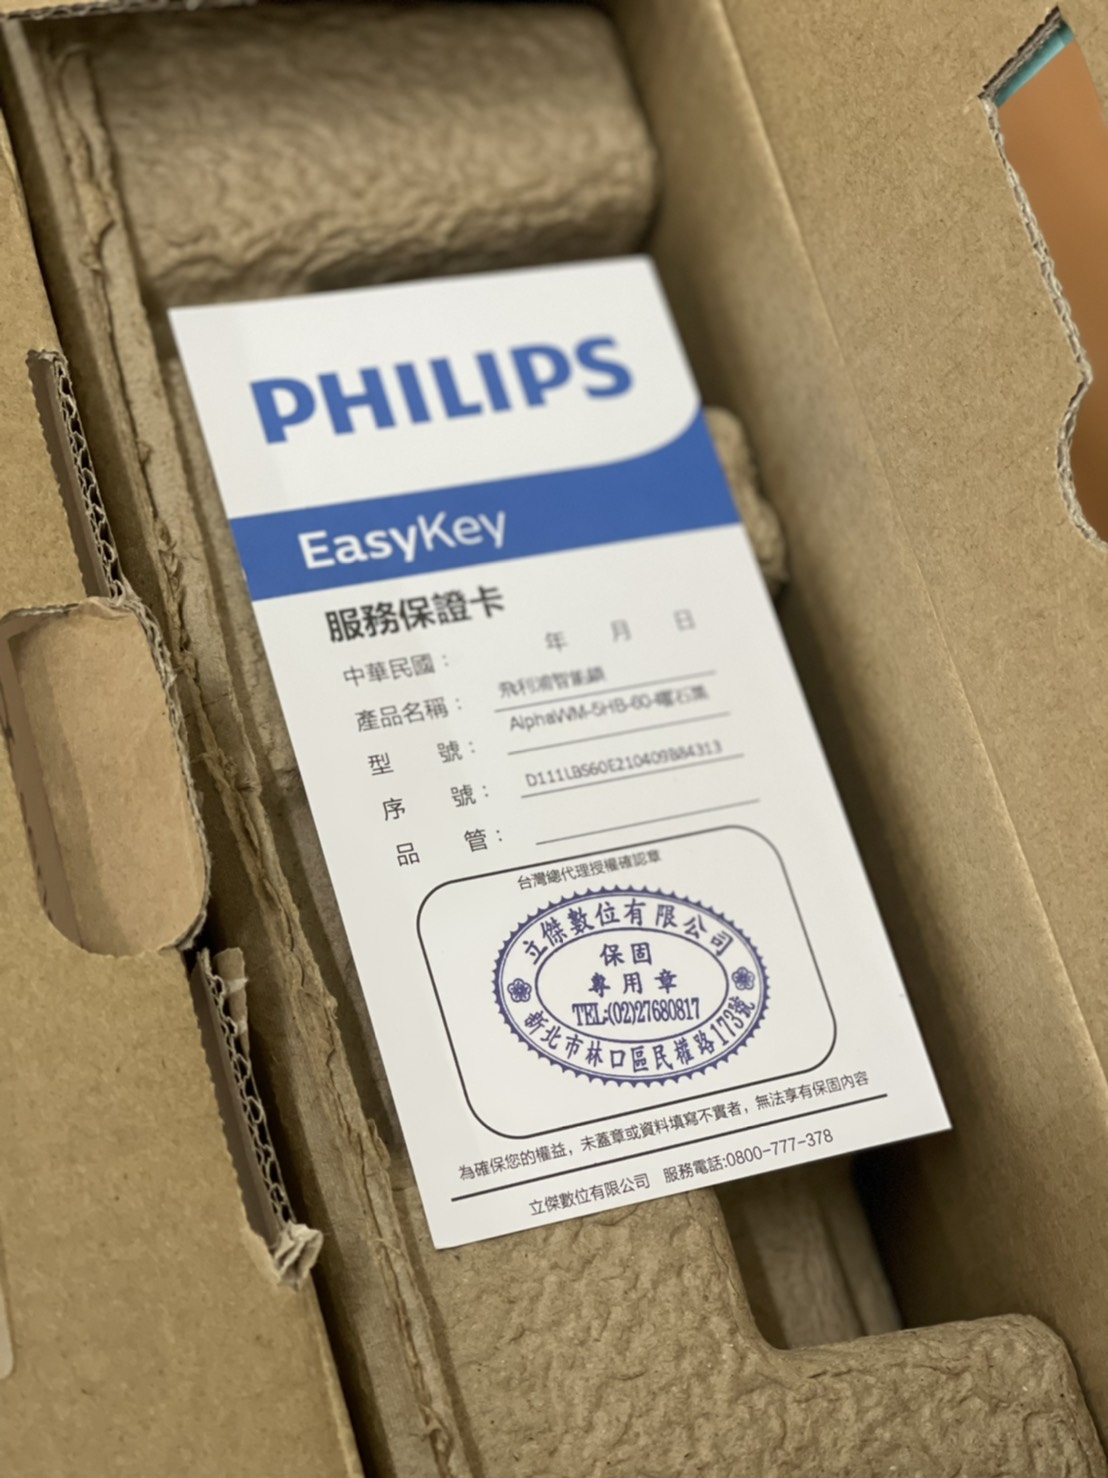 PHILIPS
EasyKey
服務保證卡
中華民國： 年 月 日
產品名稱： 飛利浦智能鎖
型 號： AlphaWM-5HB-60-曜石黑
序 號： D111LBS60E210409B84313
品 管：
台灣總代理授權確認章
立傑數位有限公司
保固
專用章
TEL:(02)27680817
新北市林口區民權路173號
為確保您的權益，未蓋章或資料填寫不實者，無法享有保固內容
立傑數位有限公司 服務電話:0800-777-378